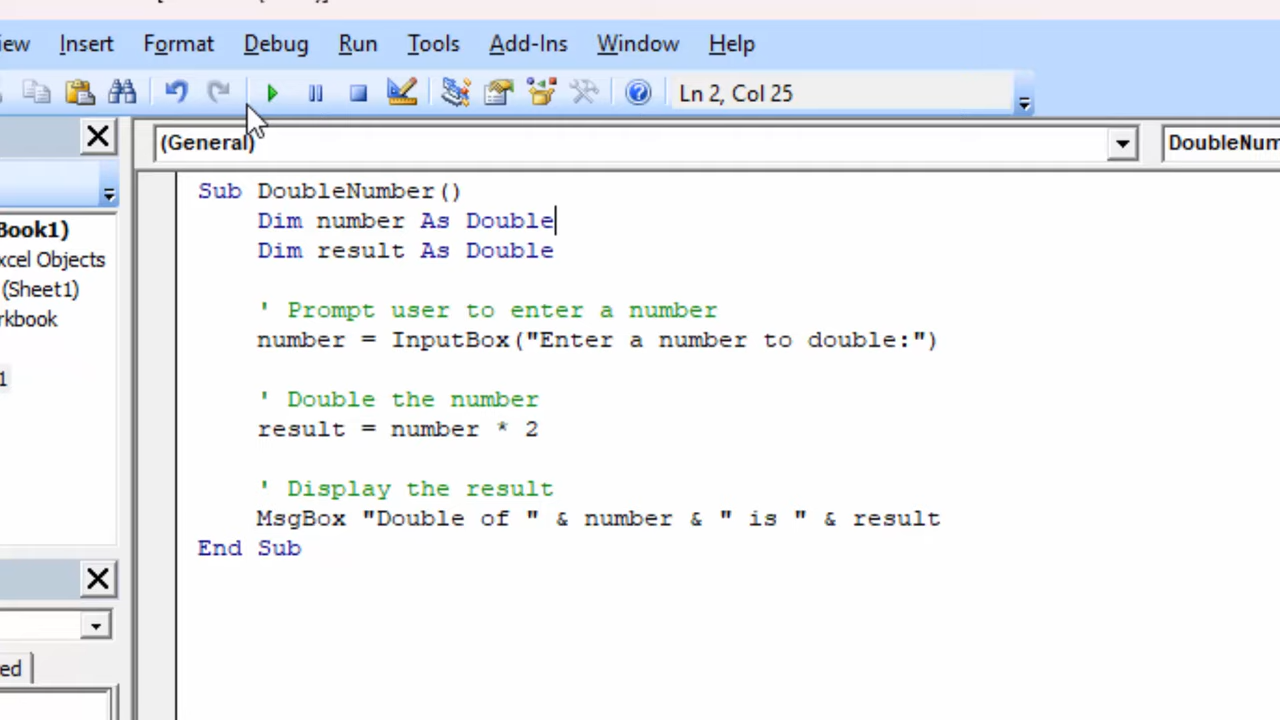 iew Insert Format Debug Run Tools Add-Ins Window Help
Ln 2, Col 25
(General)
DoubleNum
Book1)
xcel Objects
(Sheet1)
rkbook
1
ed
Sub DoubleNumber()
    Dim number As Double
    Dim result As Double
    ' Prompt user to enter a number
    number = InputBox("Enter a number to double:")
    ' Double the number
    result = number * 2
    ' Display the result
    MsgBox "Double of " & number & " is " & result
End Sub